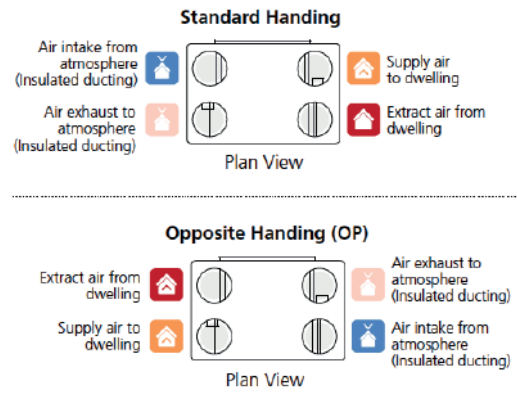 Standard Handing
Air intake from
atmosphere
(Insulated ducting)
Supply air
to dwelling
Air exhaust to
atmosphere
(Insulated ducting)
Extract air from
dwelling
Plan View
Opposite Handing (OP)
Extract air from
dwelling
Air exhaust to
atmosphere
(Insulated ducting)
Supply air to
dwelling
Air intake from
atmosphere
(Insulated ducting)
Plan View